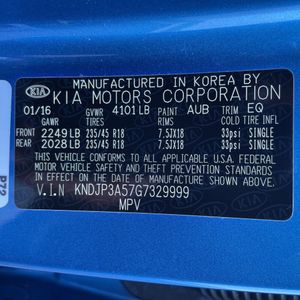 MANUFACTURED IN KOREA BY
KIA KIA MOTORS CORPORATION
01/16 GVWR 4101LB PAINT AUB TRIM EQ
GAWR TIRES RIMS COLD TIRE INFL
FRONT 2249LB 235/45 R18 7.5JX18 33psi SINGLE
REAR 2028LB 235/45 R18 7.5JX18 33psi SINGLE
THIS VEHICLE CONFORMS TO ALL APPLICABLE
FEDERAL MOTOR VEHICLE SAFETY
AND THEFT PREVENTION STANDARDS IN EFFECT
ON THE DATE OF MANUFACTURE SHOWN ABOVE.
V.I.N KNDJP3A57G7329999
MPV
P72